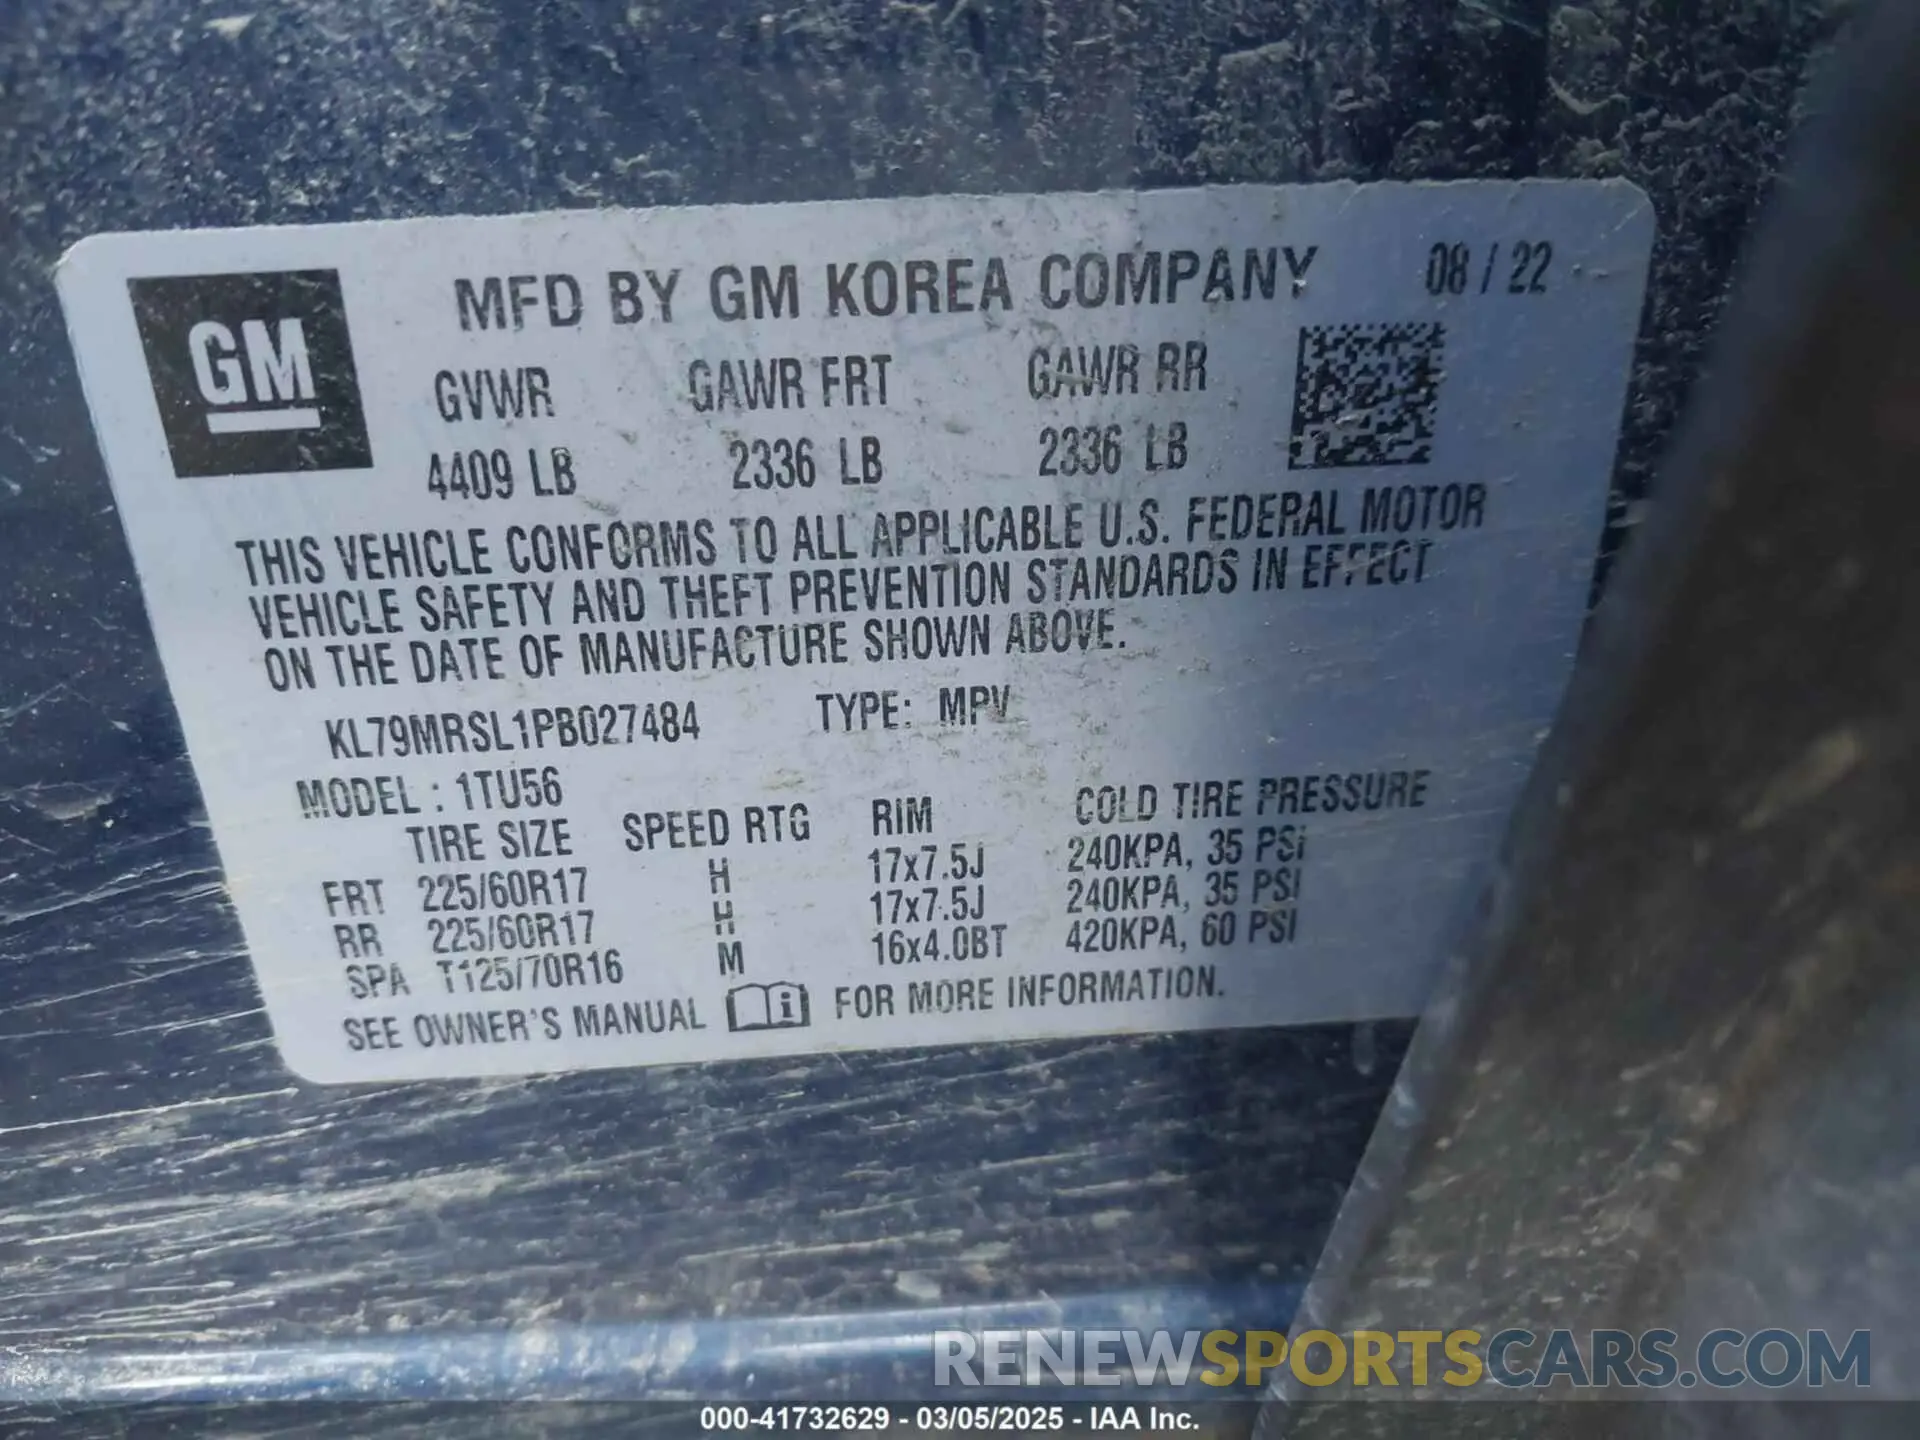 GM
MFD BY GM KOREA COMPANY 08 / 22
GVWR GAWR FRT GAWR RR
4409 LB 2336 LB 2336 LB
THIS VEHICLE CONFORMS TO ALL APPLICABLE U.S. FEDERAL MOTOR
VEHICLE SAFETY AND THEFT PREVENTION STANDARDS IN EFFECT
ON THE DATE OF MANUFACTURE SHOWN ABOVE.
KL79MRSL1PB027484 TYPE: MPV
MODEL : 1TU56
TIRE SIZE SPEED RTG RIM COLD TIRE PRESSURE
FRT 225/60R17 H 17x7.5J 240KPA, 35 PSI
RR 225/60R17 H 17x7.5J 240KPA, 35 PSI
SPA T125/70R16 M 16x4.0BT 420KPA, 60 PSI
SEE OWNER'S MANUAL i FOR MORE INFORMATION.
RENEWSPORTSCARS.COM
000-41732629 - 03/05/2025 - IAA Inc.